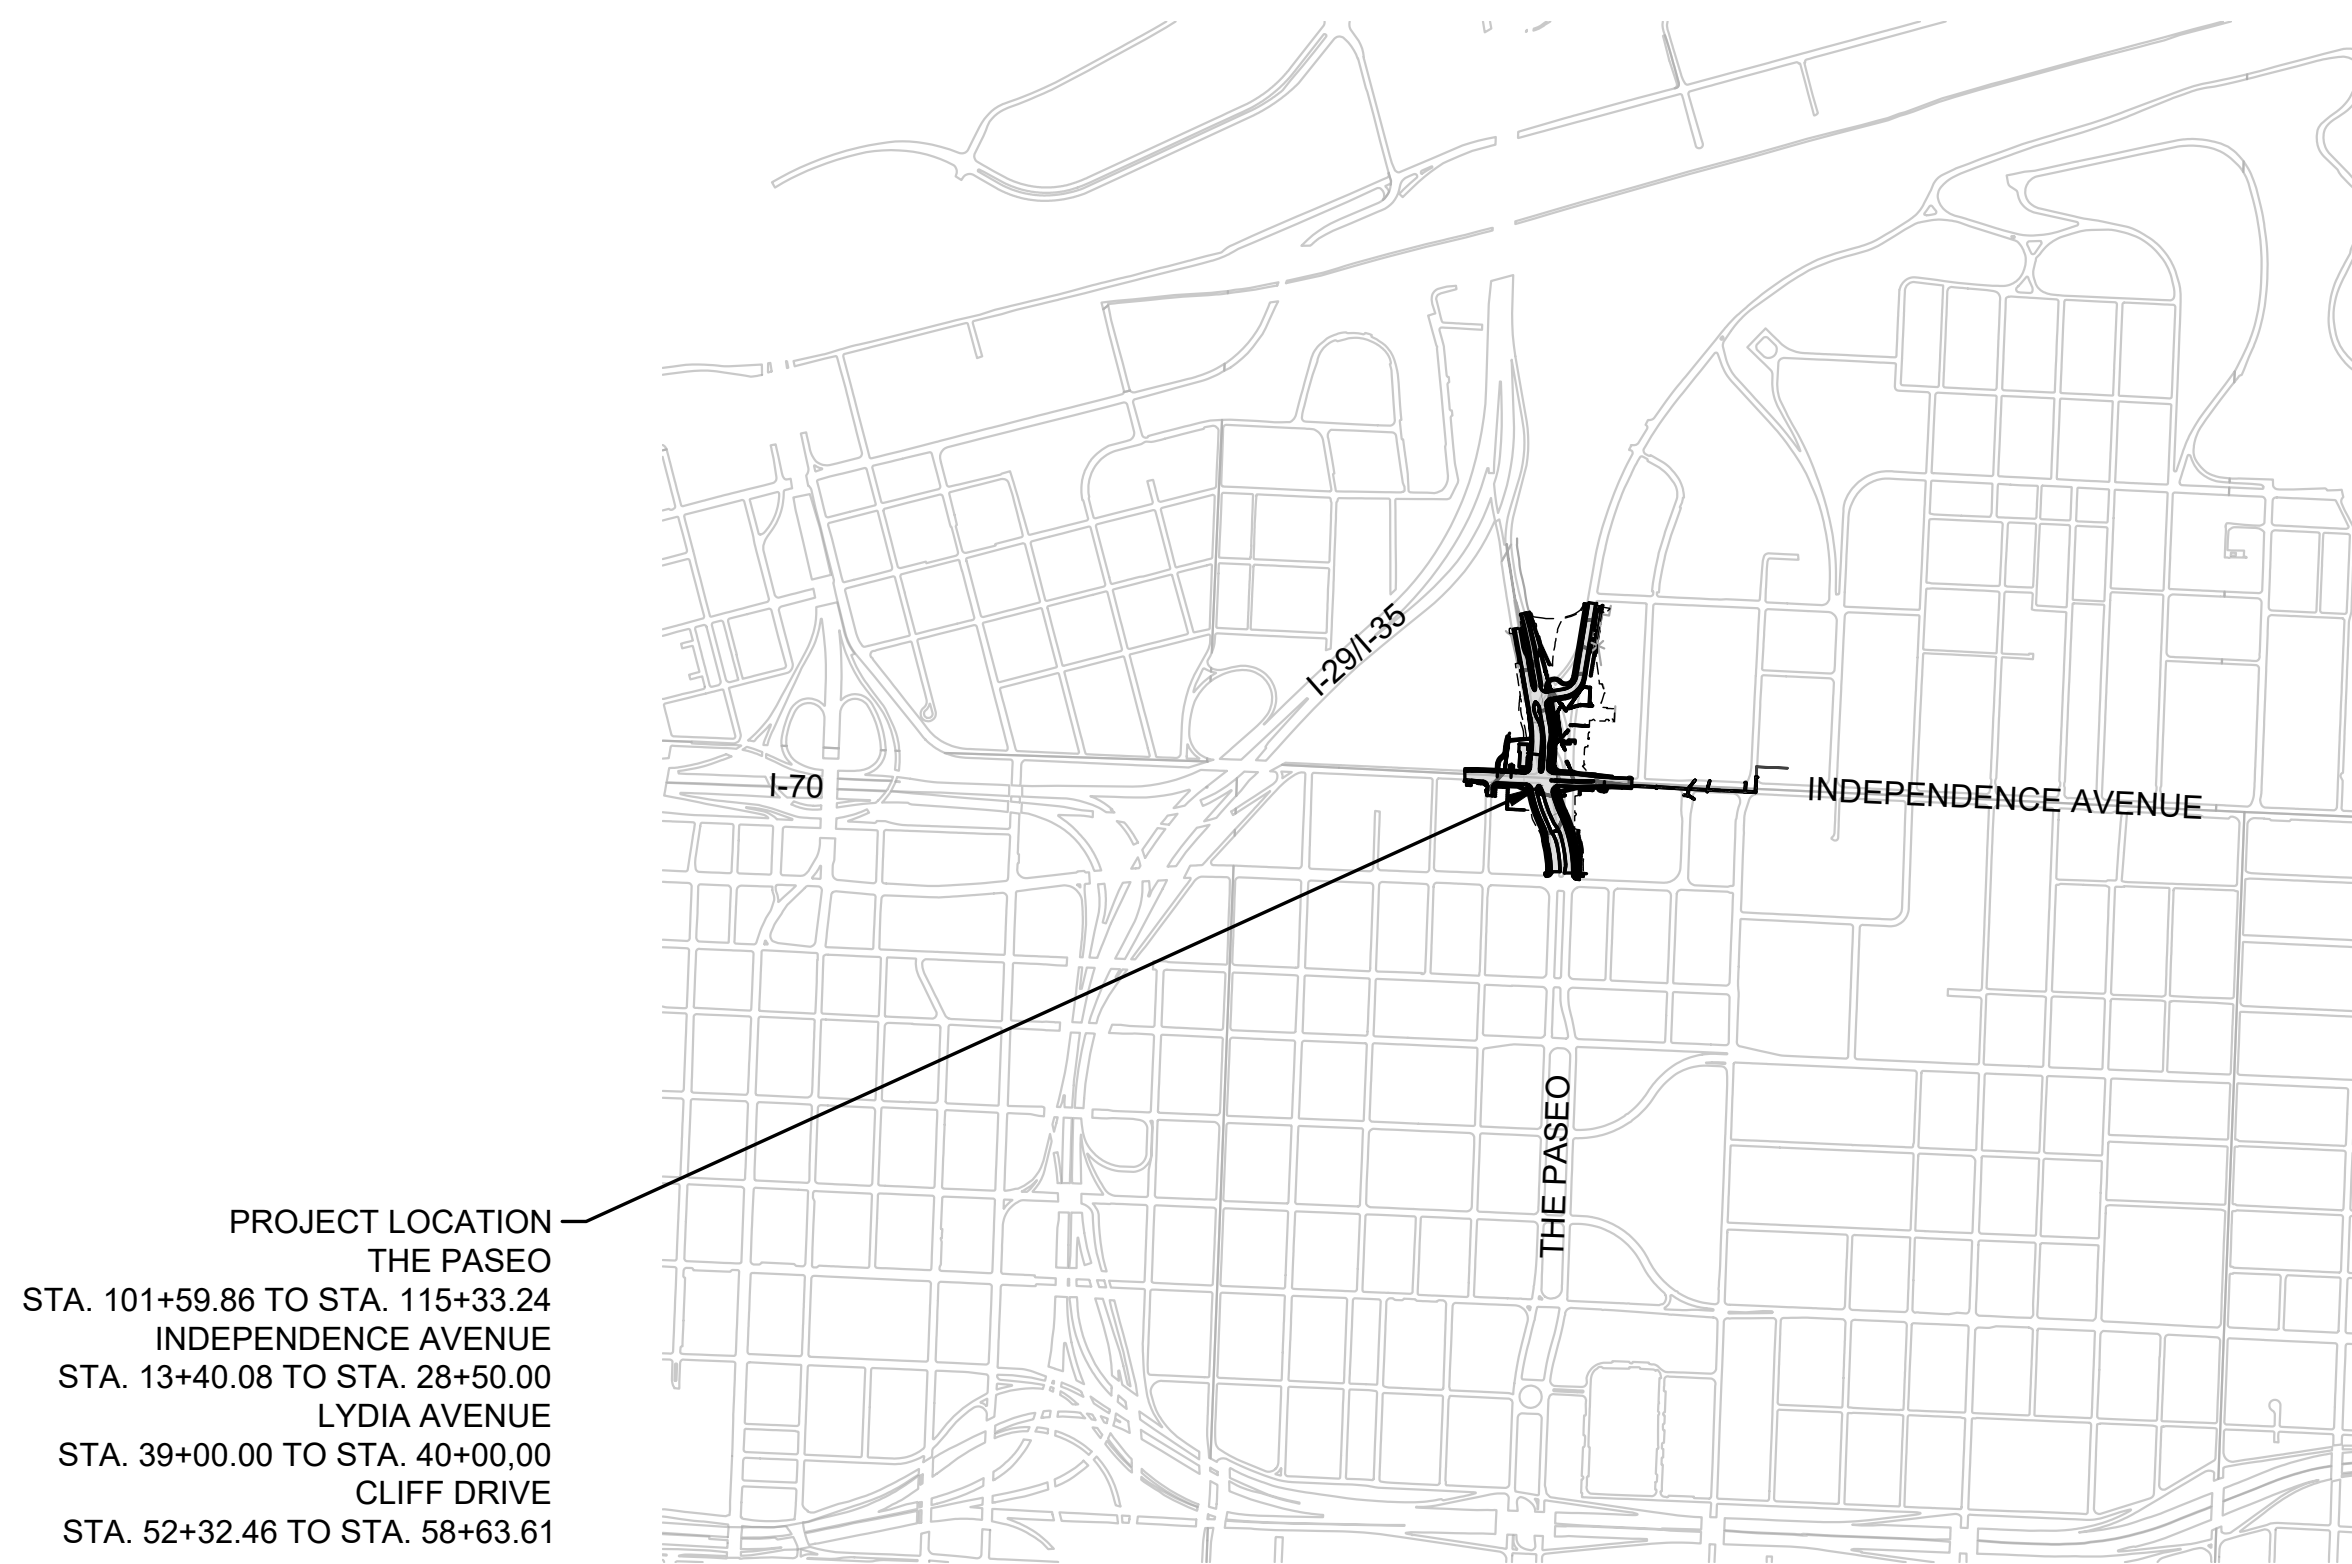 I-29/I-35
I-70
INDEPENDENCE AVENUE
THE PASEO
PROJECT LOCATION
THE PASEO
STA. 101+59.86 TO STA. 115+33.24
INDEPENDENCE AVENUE
STA. 13+40.08 TO STA. 28+50.00
LYDIA AVENUE
STA. 39+00.00 TO STA. 40+00,00
CLIFF DRIVE
STA. 52+32.46 TO STA. 58+63.61